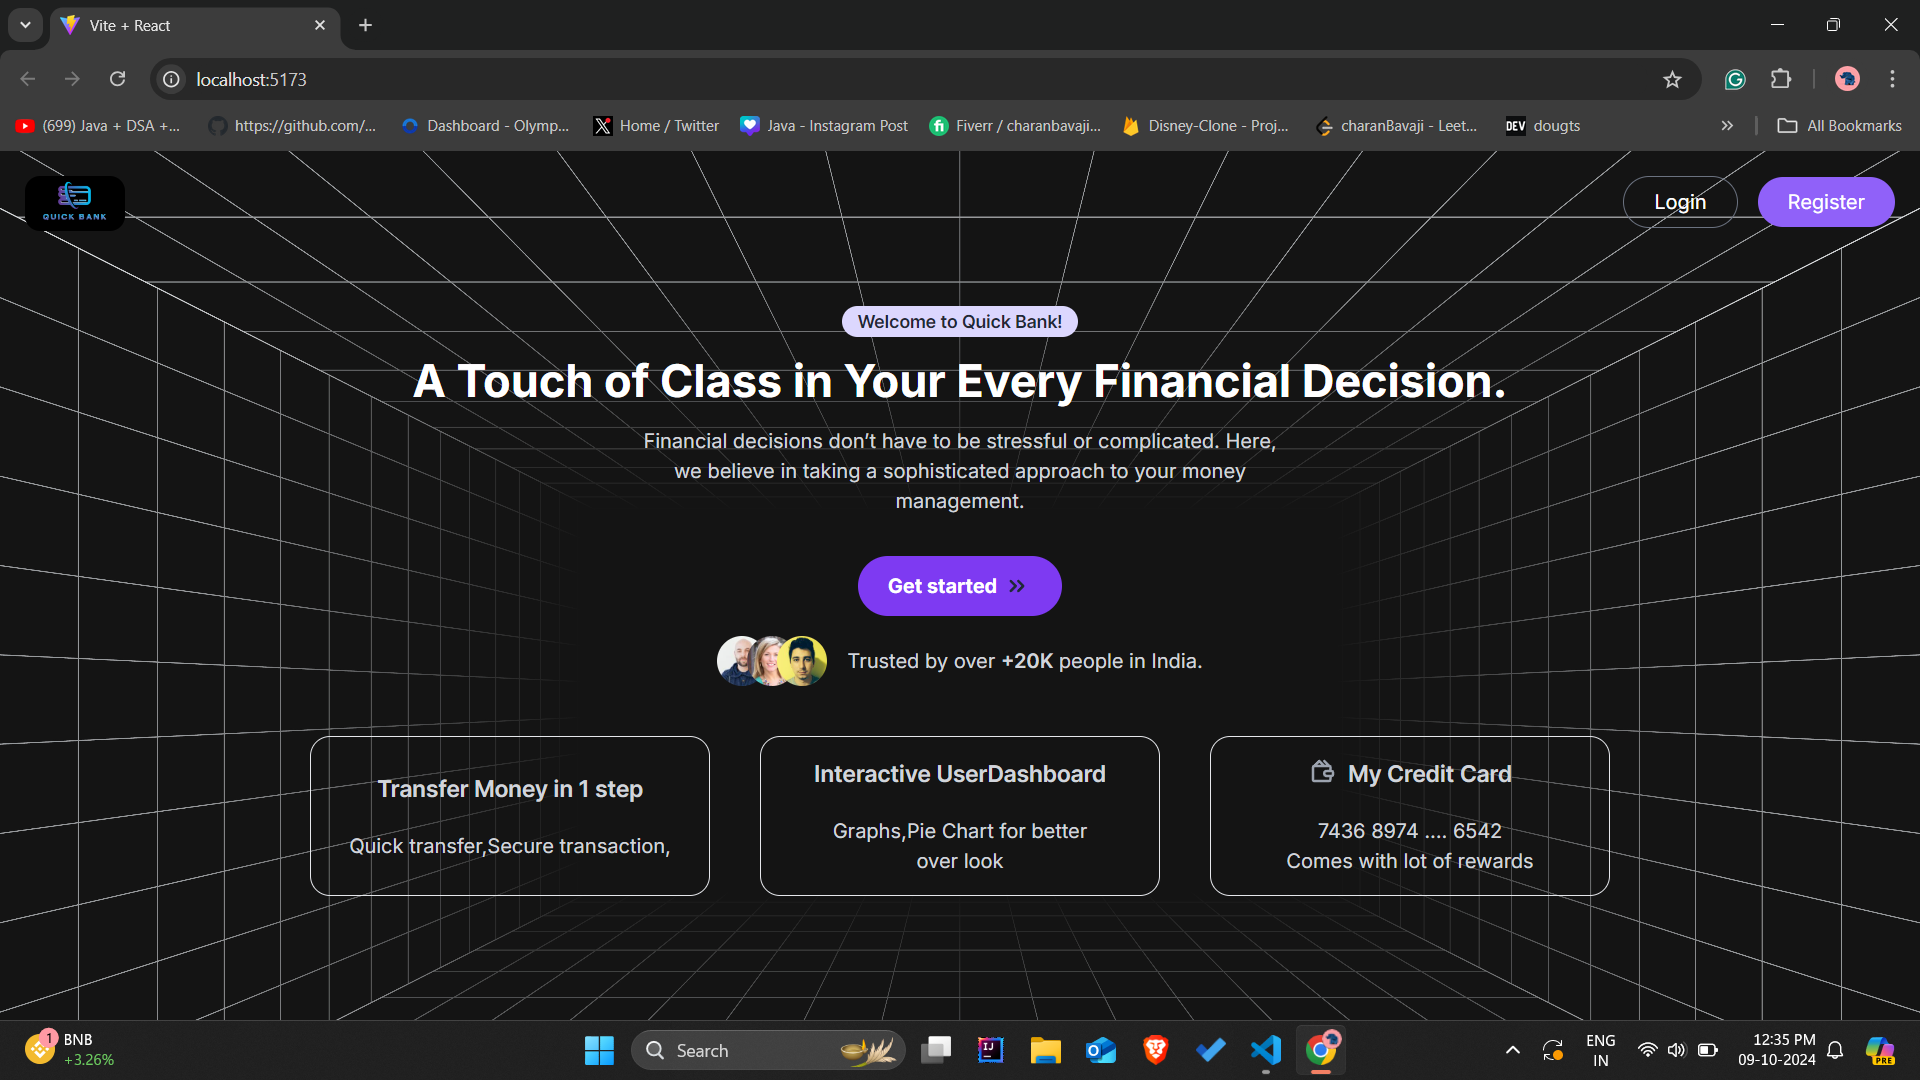 Vite + React
localhost:5173
(699) Java + DSA +...
https://github.com/...
Dashboard - Olymp...
Home / Twitter
Java - Instagram Post
Fiverr / charanbavaji...
Disney-Clone - Proj...
charanBavaji - Leet...
DEV dougts
All Bookmarks
QUICK BANK
Login
Register
Welcome to Quick Bank!
A Touch of Class in Your Every Financial Decision.
Financial decisions don’t have to be stressful or complicated. Here,
we believe in taking a sophisticated approach to your money
management.
Get started
Trusted by over +20K people in India.
Transfer Money in 1 step
Quick transfer,Secure transaction,
Interactive UserDashboard
Graphs,Pie Chart for better
over look
My Credit Card
7436 8974 .... 6542
Comes with lot of rewards
1
BNB
+3.26%
Search
IJ
ENG
IN
12:35 PM
09-10-2024
PRE